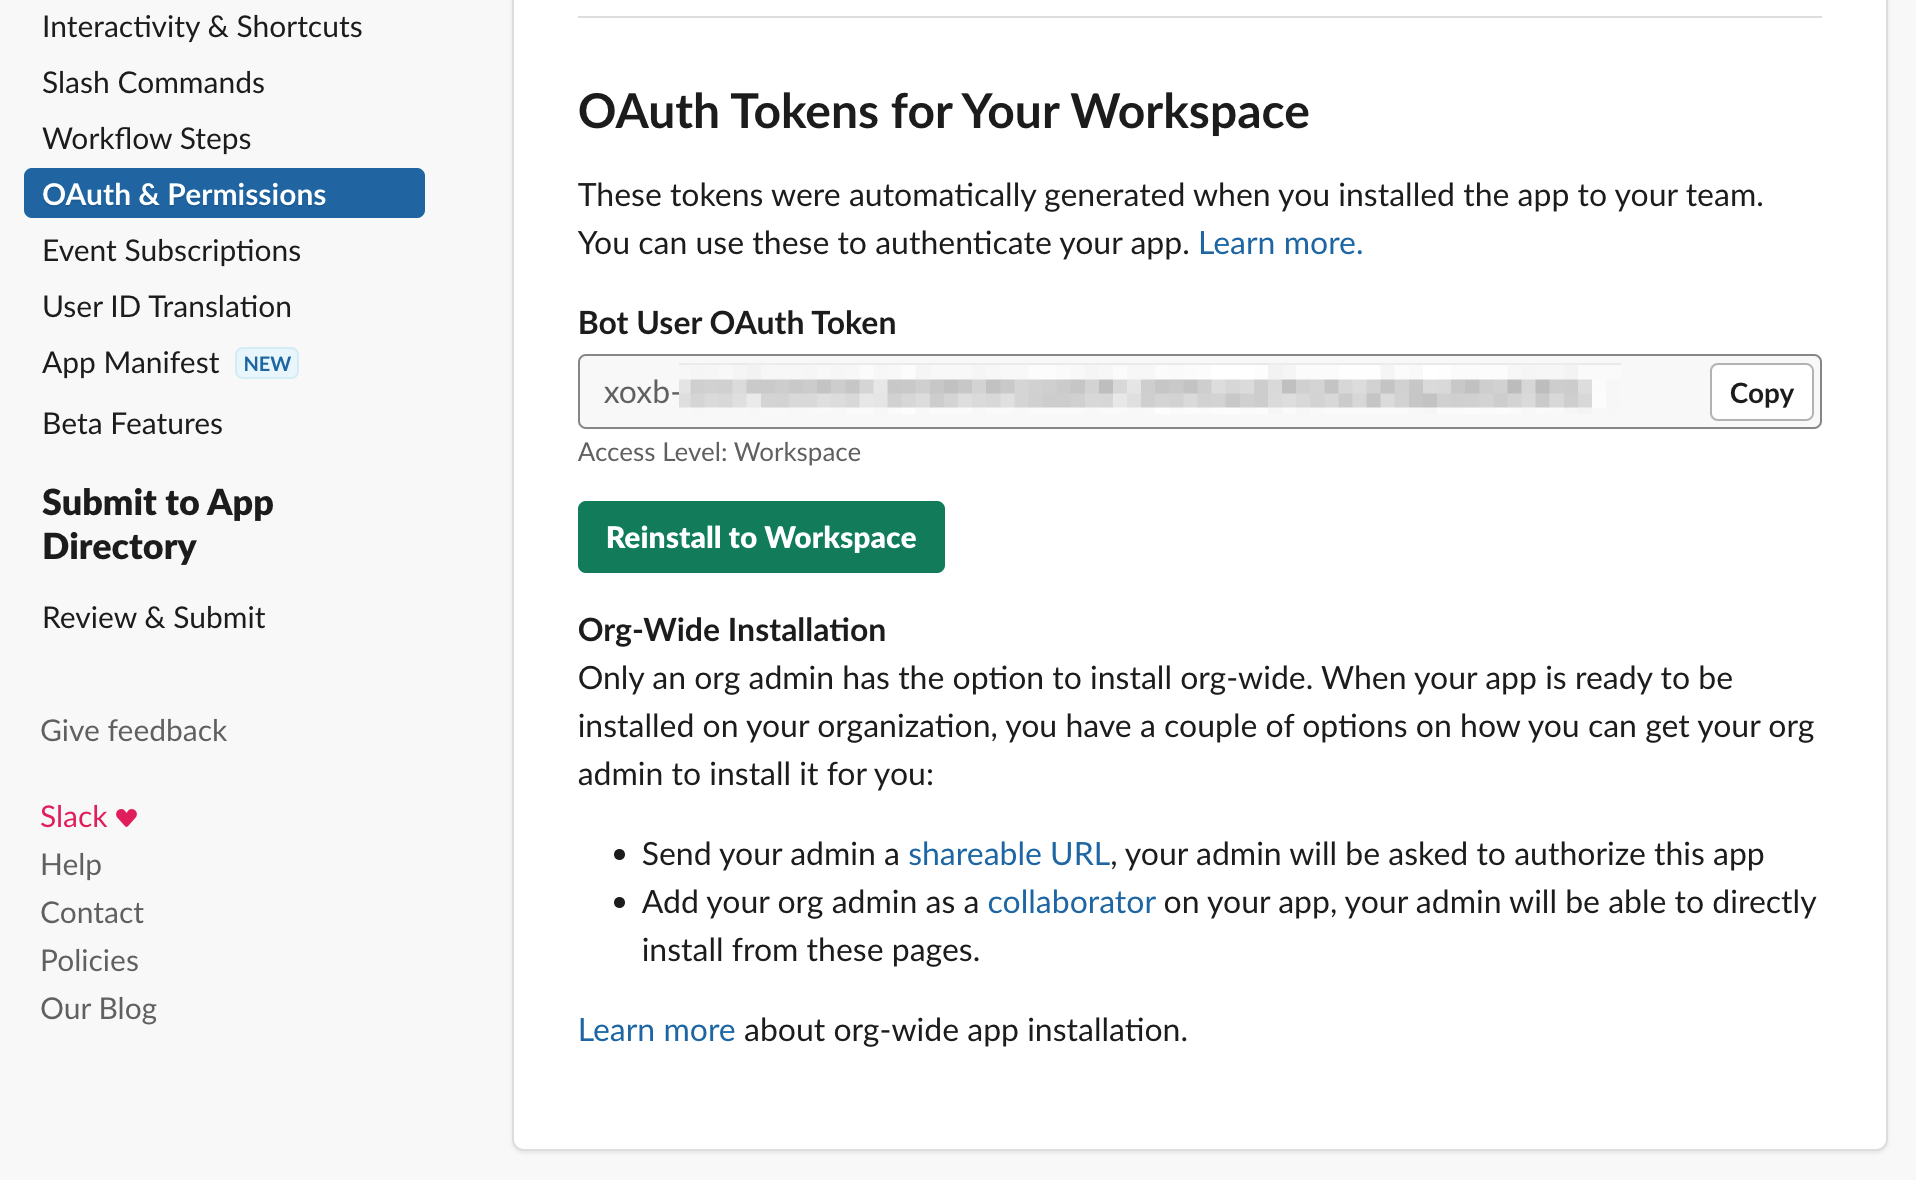 Interactivity & Shortcuts
Slash Commands
Workflow Steps
OAuth & Permissions
Event Subscriptions
User ID Translation
App Manifest NEW
Beta Features
Submit to App
Directory
Review & Submit
Give feedback
Slack ♥
Help
Contact
Policies
Our Blog
OAuth Tokens for Your Workspace
These tokens were automatically generated when you installed the app to your team.
You can use these to authenticate your app. Learn more.
Bot User OAuth Token
xoxb- Copy
Access Level: Workspace
Reinstall to Workspace
Org-Wide Installation
Only an org admin has the option to install org-wide. When your app is ready to be
installed on your organization, you have a couple of options on how you can get your org
admin to install it for you:
• Send your admin a shareable URL, your admin will be asked to authorize this app
• Add your org admin as a collaborator on your app, your admin will be able to directly
install from these pages.
Learn more about org-wide app installation.